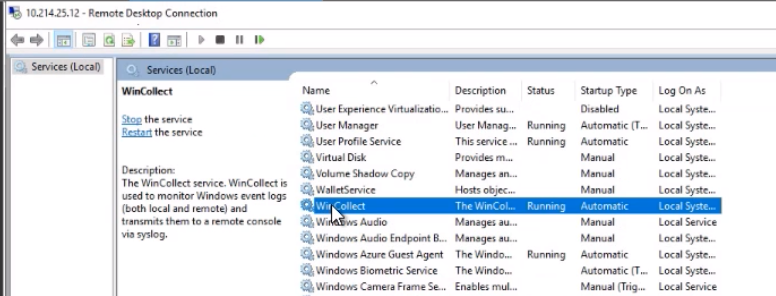 10.214.25.12 - Remote Desktop Connection
Services (Local)
Services (Local)
WinCollect
Stop the service
Restart the service
Description:
The WinCollect service. WinCollect is
used to monitor Windows event logs
(both local and remote) and
transmits them to a remote console
via syslog.
Name Description Status Startup Type Log On As
User Experience Virtualizatio... Provides su... Disabled Local Syste...
User Manager User Manag... Running Automatic (T... Local Syste...
User Profile Service This service ... Running Automatic Local Syste...
Virtual Disk Provides m... Manual Local Syste...
Volume Shadow Copy Manages an... Manual Local Syste...
WalletService Hosts objec... Manual Local Syste...
WinCollect The WinCol... Running Automatic Local Syste...
Windows Audio Manages au... Manual Local Service
Windows Audio Endpoint B... Manages au... Manual Local Syste...
Windows Azure Guest Agent The Windo... Running Automatic Local Syste...
Windows Biometric Service The Windo... Automatic (T... Local Syste...
Windows Camera Frame Se... Enables mul... Manual (Trig... Local Service